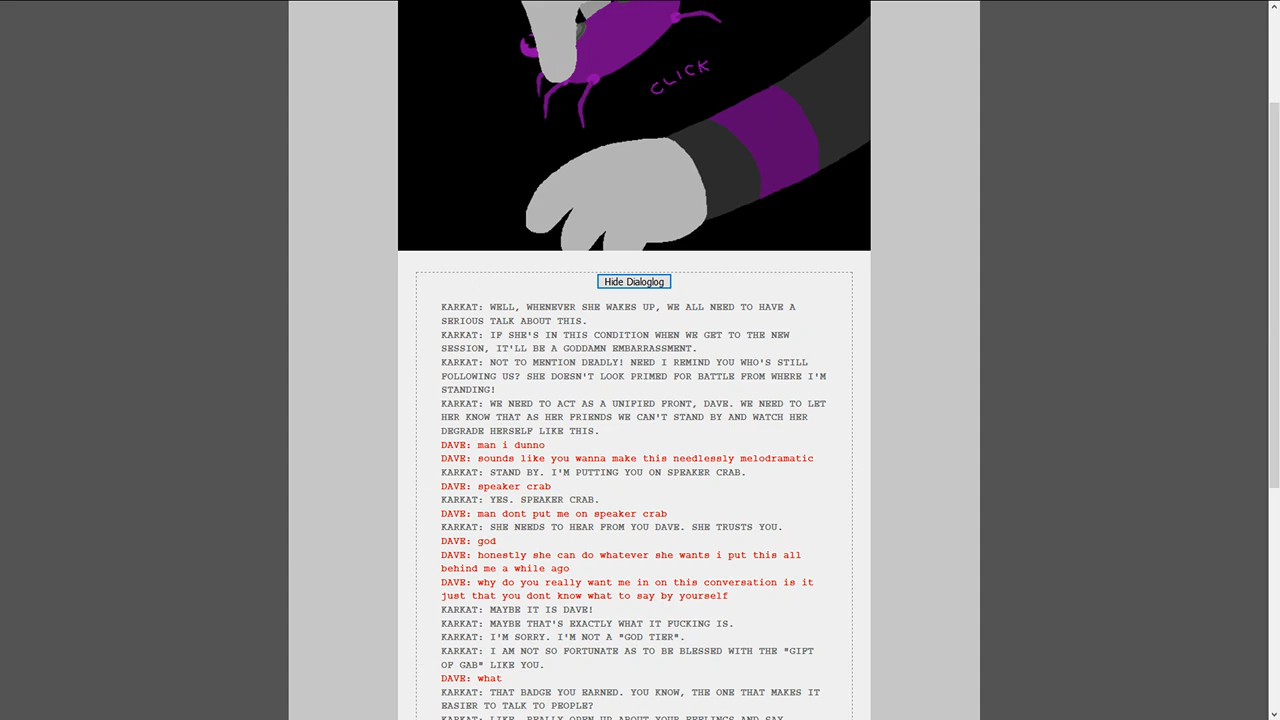 CLICK
Hide Dialoglog
KARKAT: WELL, WHENEVER SHE WAKES UP, WE ALL NEED TO HAVE A
SERIOUS TALK ABOUT THIS.
KARKAT: IF SHE'S IN THIS CONDITION WHEN WE GET TO THE NEW
SESSION, IT'LL BE A GODDAMN EMBARRASSMENT.
KARKAT: NOT TO MENTION DEADLY! NEED I REMIND YOU WHO'S STILL
FOLLOWING US? SHE DOESN'T LOOK PRIMED FOR BATTLE FROM WHERE I'M
STANDING!
KARKAT: WE NEED TO ACT AS A UNIFIED FRONT, DAVE. WE NEED TO LET
HER KNOW THAT AS HER FRIENDS WE CAN'T STAND BY AND WATCH HER
DEGRADE HERSELF LIKE THIS.
DAVE: man i dunno
DAVE: sounds like you wanna make this needlessly melodramatic
KARKAT: STAND BY. I'M PUTTING YOU ON SPEAKER CRAB.
DAVE: speaker crab
KARKAT: YES. SPEAKER CRAB.
DAVE: man dont put me on speaker crab
KARKAT: SHE NEEDS TO HEAR FROM YOU DAVE. SHE TRUSTS YOU.
DAVE: god
DAVE: honestly she can do whatever she wants i put this all
behind me a while ago
DAVE: why do you really want me in on this conversation is it
just that you dont know what to say by yourself
KARKAT: MAYBE IT IS DAVE!
KARKAT: MAYBE THAT'S EXACTLY WHAT IT FUCKING IS.
KARKAT: I'M SORRY. I'M NOT A "GOD TIER".
KARKAT: I AM NOT SO FORTUNATE AS TO BE BLESSED WITH THE "GIFT
OF GAB" LIKE YOU.
DAVE: what
KARKAT: THAT BADGE YOU EARNED. YOU KNOW, THE ONE THAT MAKES IT
EASIER TO TALK TO PEOPLE?
KARKAT: LIKE, REALLY OPEN UP ABOUT YOUR FEELINGS AND SAY